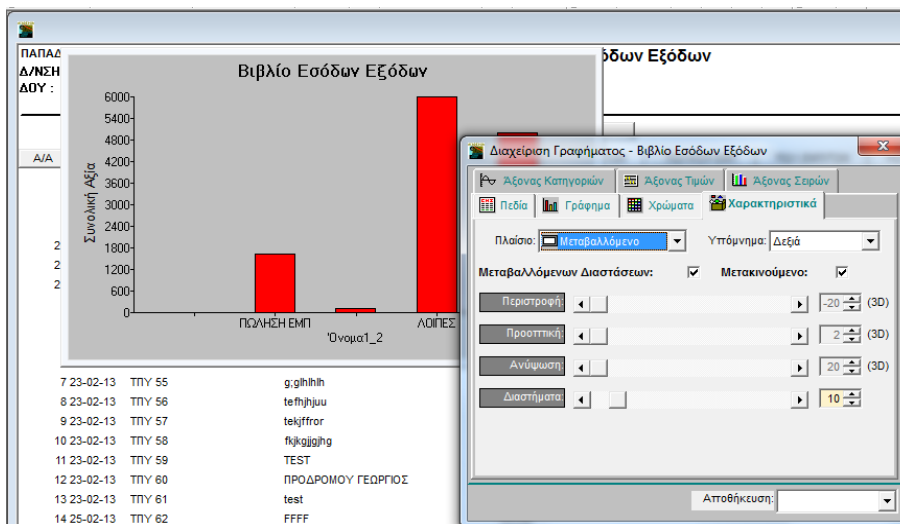 ΠΑΠΑΔ
δων Εξόδων
Δ/ΝΣΗ
ΔΟΥ :
Α/Α
Βιβλίο Εσόδων Εξόδων
Συνολική Αξία
6000
5400
4800
4200
3600
3000
2400
1800
1200
600
0
ΠΩΛΗΣΗ ΕΜΠ
ΛΟΙΠΕΣ
Όνομα1_2
2
2
2
7 23-02-13 ΤΠΥ 55 g;glhlhlh
8 23-02-13 ΤΠΥ 56 tefhjhjuu
9 23-02-13 ΤΠΥ 57 tekjffror
10 23-02-13 ΤΠΥ 58 fkjkgjjgjhg
11 23-02-13 ΤΠΥ 59 TEST
12 23-02-13 ΤΠΥ 60 ΠΡΟΔΡΟΜΟΥ ΓΕΩΡΓΙΟΣ
13 23-02-13 ΤΠΥ 61 test
14 25-02-13 ΤΠΥ 62 FFFF
Διαχείριση Γραφήματος - Βιβλίο Εσόδων Εξόδων
Άξονας Κατηγοριών Άξονας Τιμών Άξονας Σειρών
Πεδία Γράφημα Χρώματα Χαρακτηριστικά
Πλαίσιο: Μεταβαλλόμενο Υπόμνημα: Δεξιά
Μεταβαλλόμενων Διαστάσεων: Μετακινούμενο:
Περιστροφή: -20 (3D)
Προοπτική: 2 (3D)
Ανύψωση: 20 (3D)
Διαστήματα: 10
Αποθήκευση: